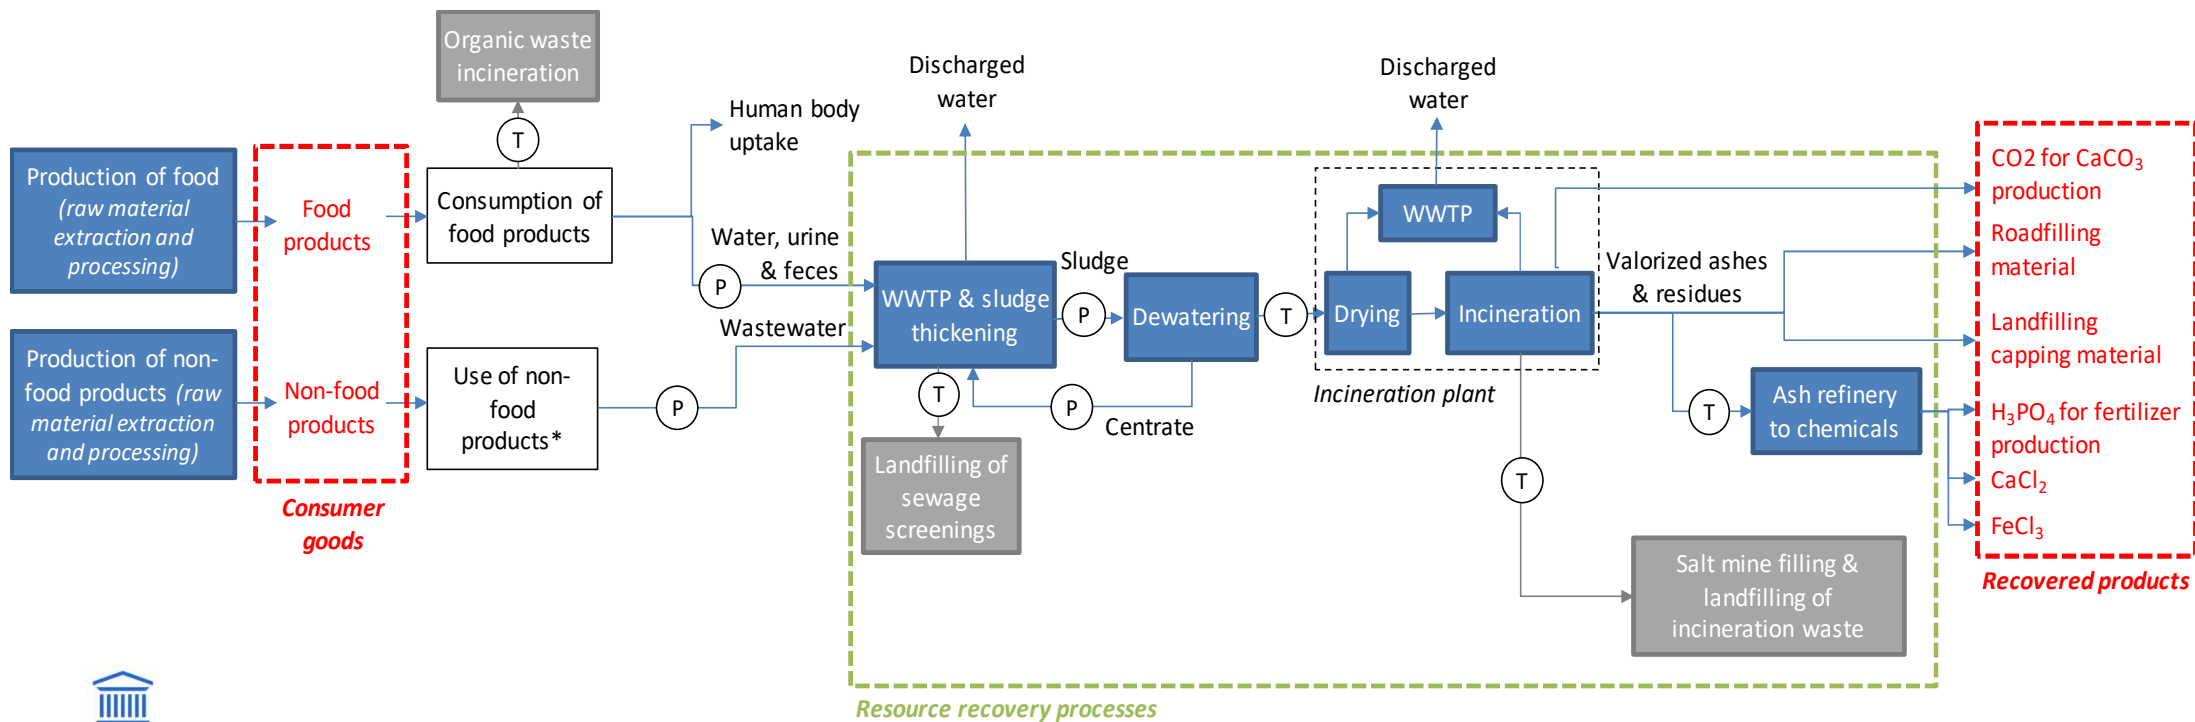 Organic waste
incineration
T
Production of food
(raw material
extraction and
processing)
Food
products
Consumption of
food products
Human body
uptake
Water, urine
& feces
P
Production of non-
food products (raw
material extraction
and processing)
Non-food
products
Consumer
goods
Use of non-
food
products*
P
Wastewater
Discharged
water
WWTP & sludge
thickening
T
Landfilling of
sewage
screenings
Sludge
P
Dewatering
P
Centrate
T
Discharged
water
WWTP
Drying
Incineration
Incineration plant
T
Valorized ashes
& residues
T
Ash refinery
to chemicals
Salt mine filling &
landfilling of
incineration waste
Resource recovery processes
CO2 for CaCO₃
production
Roadfilling
material
Landfilling
capping material
H₃PO₄ for fertilizer
production
CaCl₂
FeCl₃
Recovered products